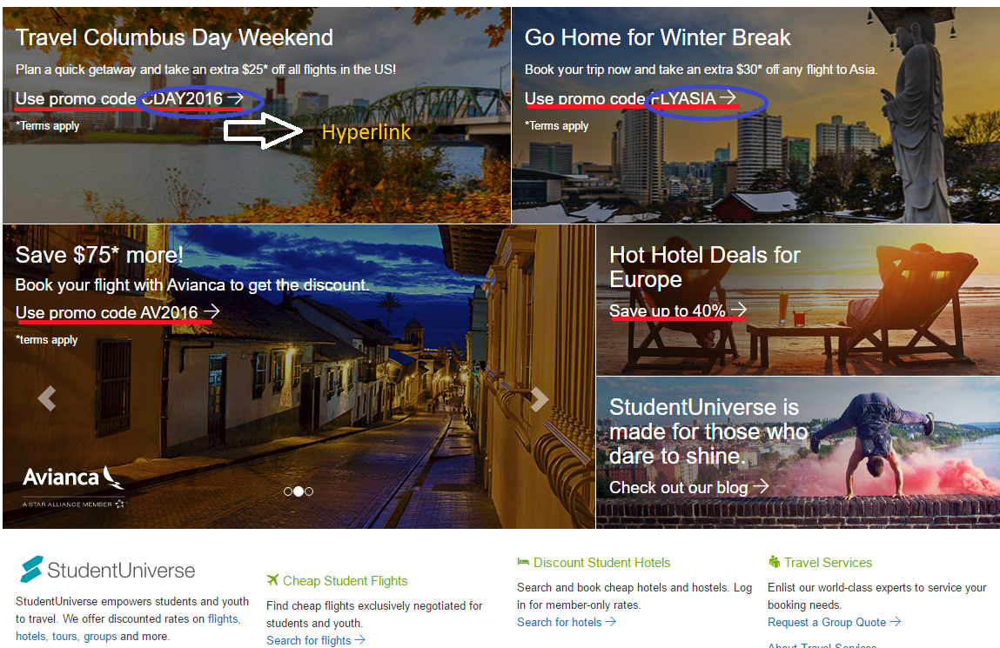 Travel Columbus Day Weekend
Plan a quick getaway and take an extra $25* off all flights in the US!
Use promo code CDAY2016 →
*Terms apply
Hyperlink
Go Home for Winter Break
Book your trip now and take an extra $30* off any flight to Asia.
Use promo code FLYASIA →
*Terms apply
Save $75* more!
Book your flight with Avianca to get the discount.
Use promo code AV2016 →
*terms apply
Avianca
A STAR ALLIANCE MEMBER
Hot Hotel Deals for
Europe
Save up to 40% →
StudentUniverse is
made for those who
dare to shine.
Check out our blog →
StudentUniverse
StudentUniverse empowers students and youth
to travel. We offer discounted rates on flights,
hotels, tours, groups and more.
Cheap Student Flights
Find cheap flights exclusively negotiated for
students and youth.
Search for flights →
Discount Student Hotels
Search and book cheap hotels and hostels. Log
in for member-only rates.
Search for hotels →
Travel Services
Enlist our world-class experts to service your
booking needs.
Request a Group Quote →
About Travel Services